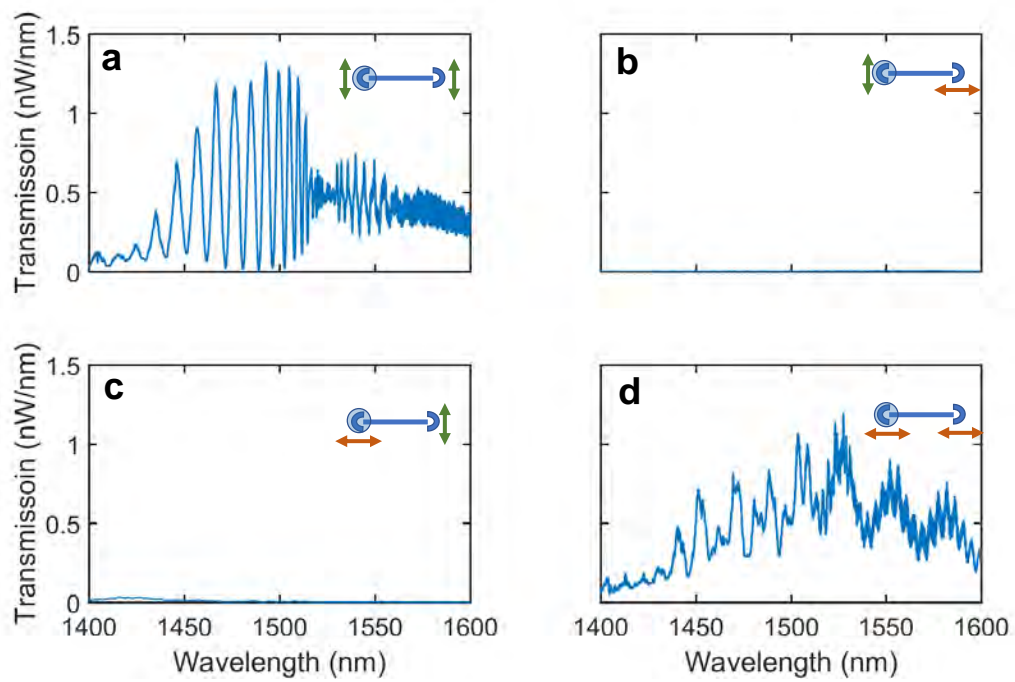 a
b
Transmissoin (nW/nm)
1.5
1
0.5
0
c
d
Transmissoin (nW/nm)
1.5
1
0.5
0
1400 1450 1500 1550 1600
1400 1450 1500 1550 1600
Wavelength (nm)
Wavelength (nm)